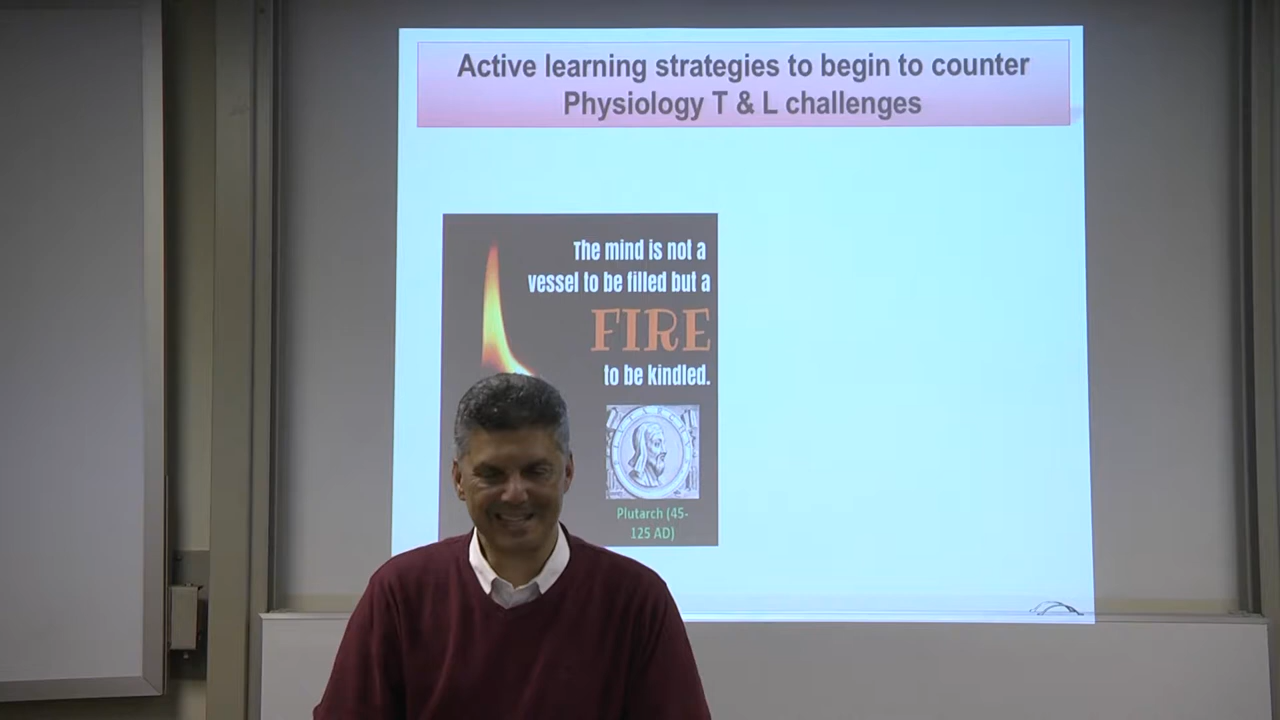 Active learning strategies to begin to counter
Physiology T & L challenges
The mind is not a
vessel to be filled but a
FIRE
to be kindled.
Plutarch (45-
125 AD)